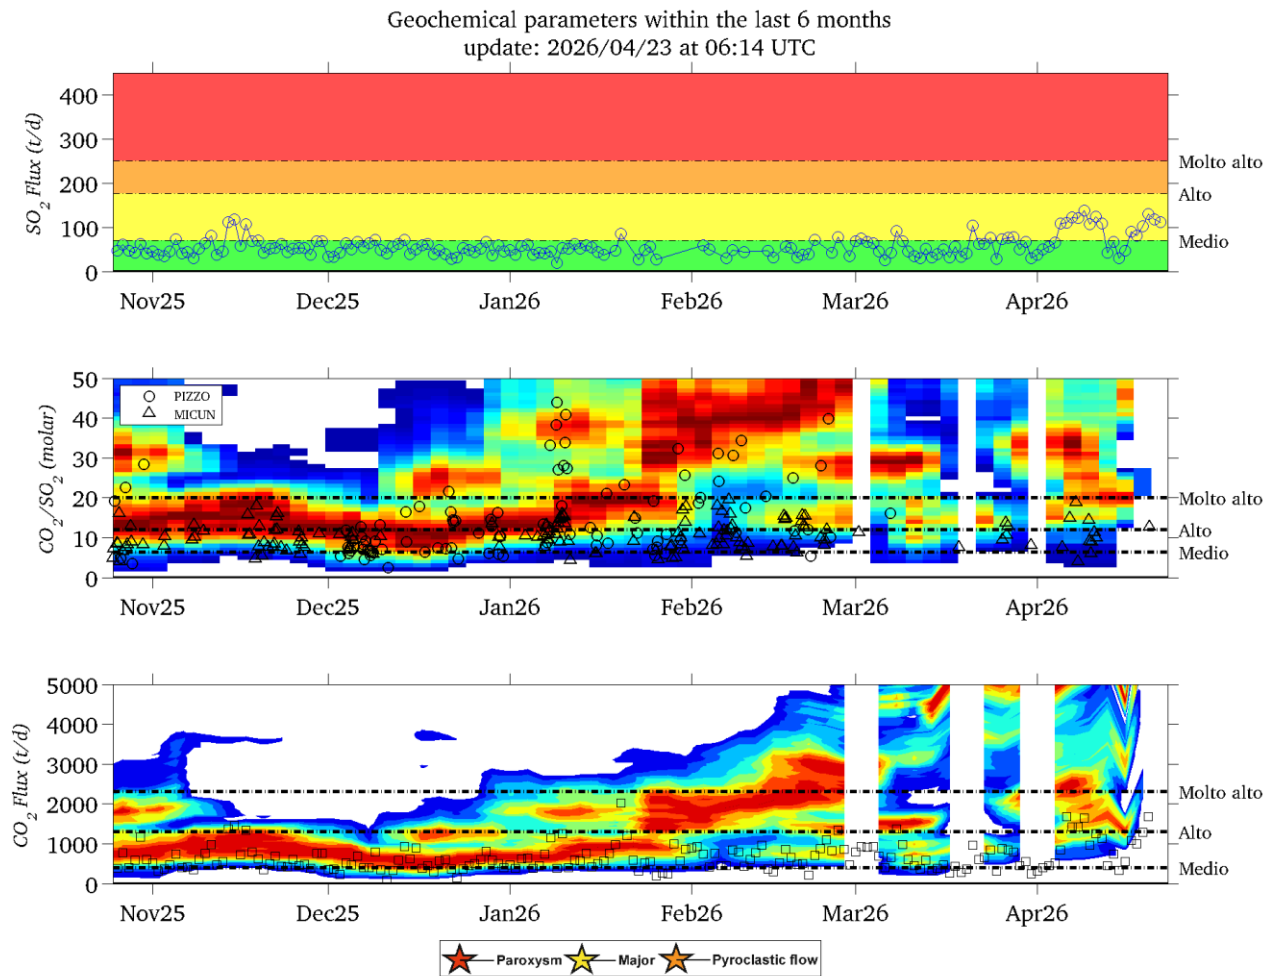 Geochemical parameters within the last 6 months
update: 2026/04/23 at 06:14 UTC
SO2 Flux (t/d)
400
300
200
100
0
Molto alto
Alto
Medio
Nov25 Dec25 Jan26 Feb26 Mar26 Apr26
CO2/SO2 (molar)
50
40
30
20
10
0
PIZZO
MICUN
Molto alto
Alto
Medio
Nov25 Dec25 Jan26 Feb26 Mar26 Apr26
CO2 Flux (t/d)
5000
4000
3000
2000
1000
0
Molto alto
Alto
Medio
Nov25 Dec25 Jan26 Feb26 Mar26 Apr26
Paroxysm Major Pyroclastic flow